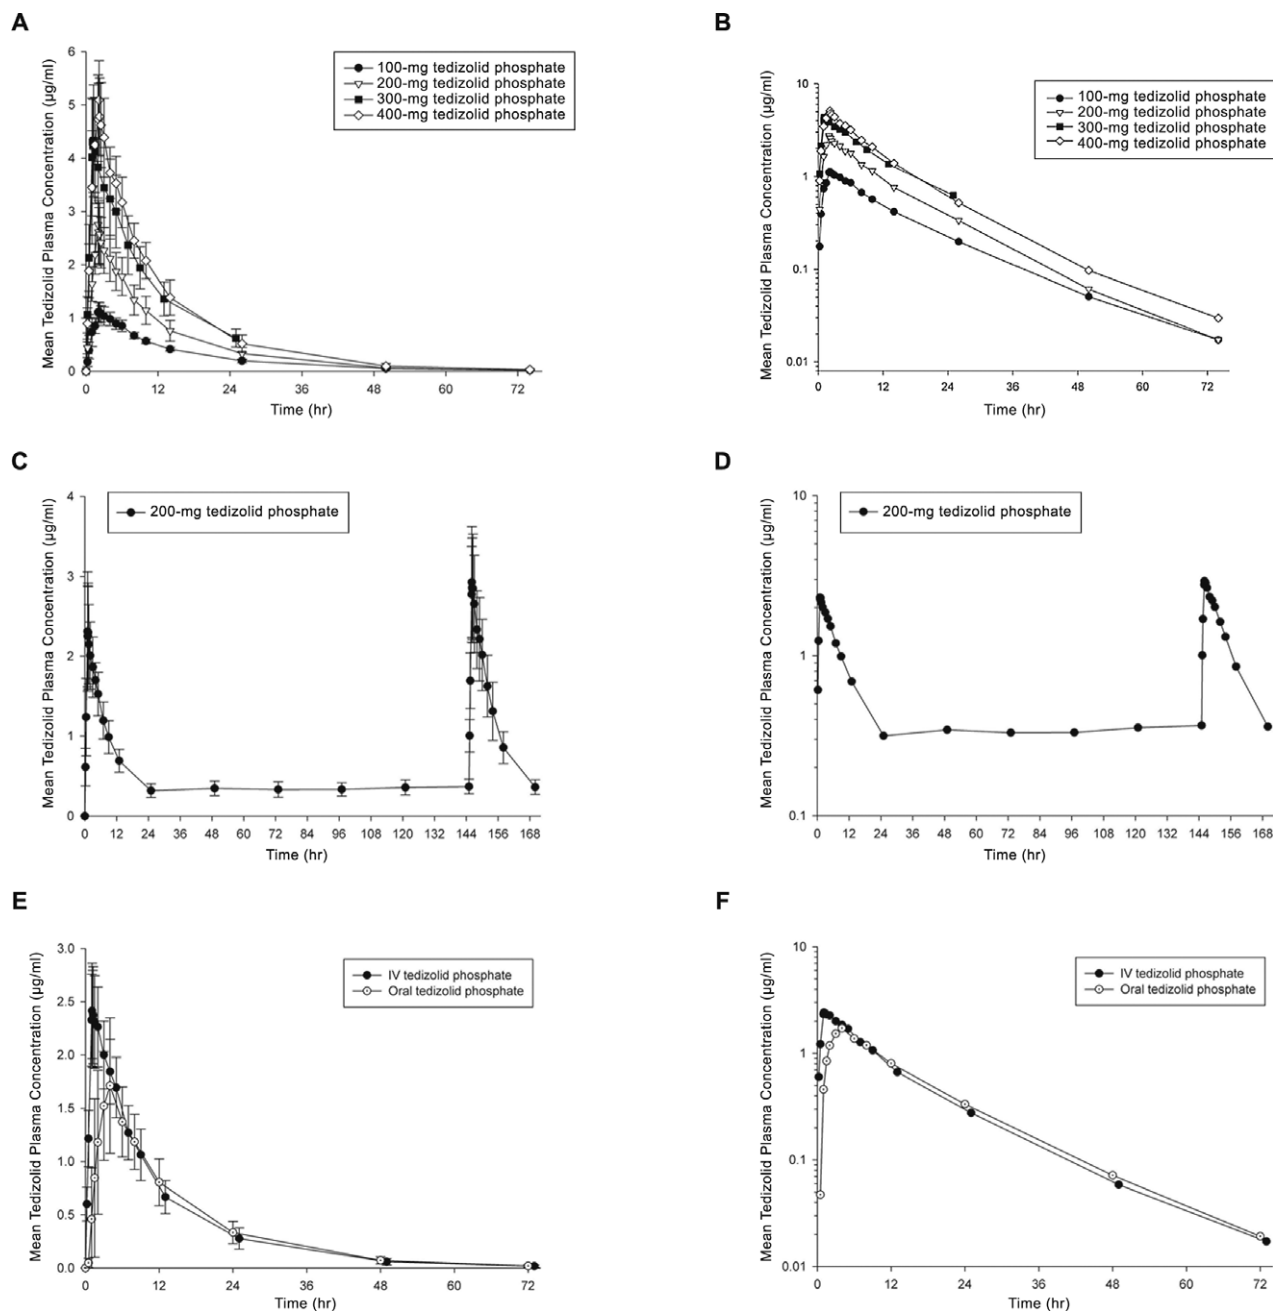 A
Mean Tedizolid Plasma Concentration (µg/ml)
6
5
4
3
2
1
0
100-mg tedizolid phosphate
200-mg tedizolid phosphate
300-mg tedizolid phosphate
400-mg tedizolid phosphate
0 12 24 36 48 60 72
Time (hr)
B
Mean Tedizolid Plasma Concentration (µg/ml)
10
1
0.1
0.01
100-mg tedizolid phosphate
200-mg tedizolid phosphate
300-mg tedizolid phosphate
400-mg tedizolid phosphate
0 12 24 36 48 60 72
Time (hr)
C
Mean Tedizolid Plasma Concentration (µg/ml)
4
3
2
1
0
200-mg tedizolid phosphate
0 12 24 36 48 60 72 84 96 108 120 132 144 156 168
Time (hr)
D
Mean Tedizolid Plasma Concentration (µg/ml)
10
1
0.1
200-mg tedizolid phosphate
0 12 24 36 48 60 72 84 96 108 120 132 144 156 168
Time (hr)
E
Mean Tedizolid Plasma Concentration (µg/ml)
3.0
2.5
2.0
1.5
1.0
0.5
0.0
IV tedizolid phosphate
Oral tedizolid phosphate
0 12 24 36 48 60 72
Time (hr)
F
Mean Tedizolid Plasma Concentration (µg/ml)
10
1
0.1
0.01
IV tedizolid phosphate
Oral tedizolid phosphate
0 12 24 36 48 60 72
Time (hr)